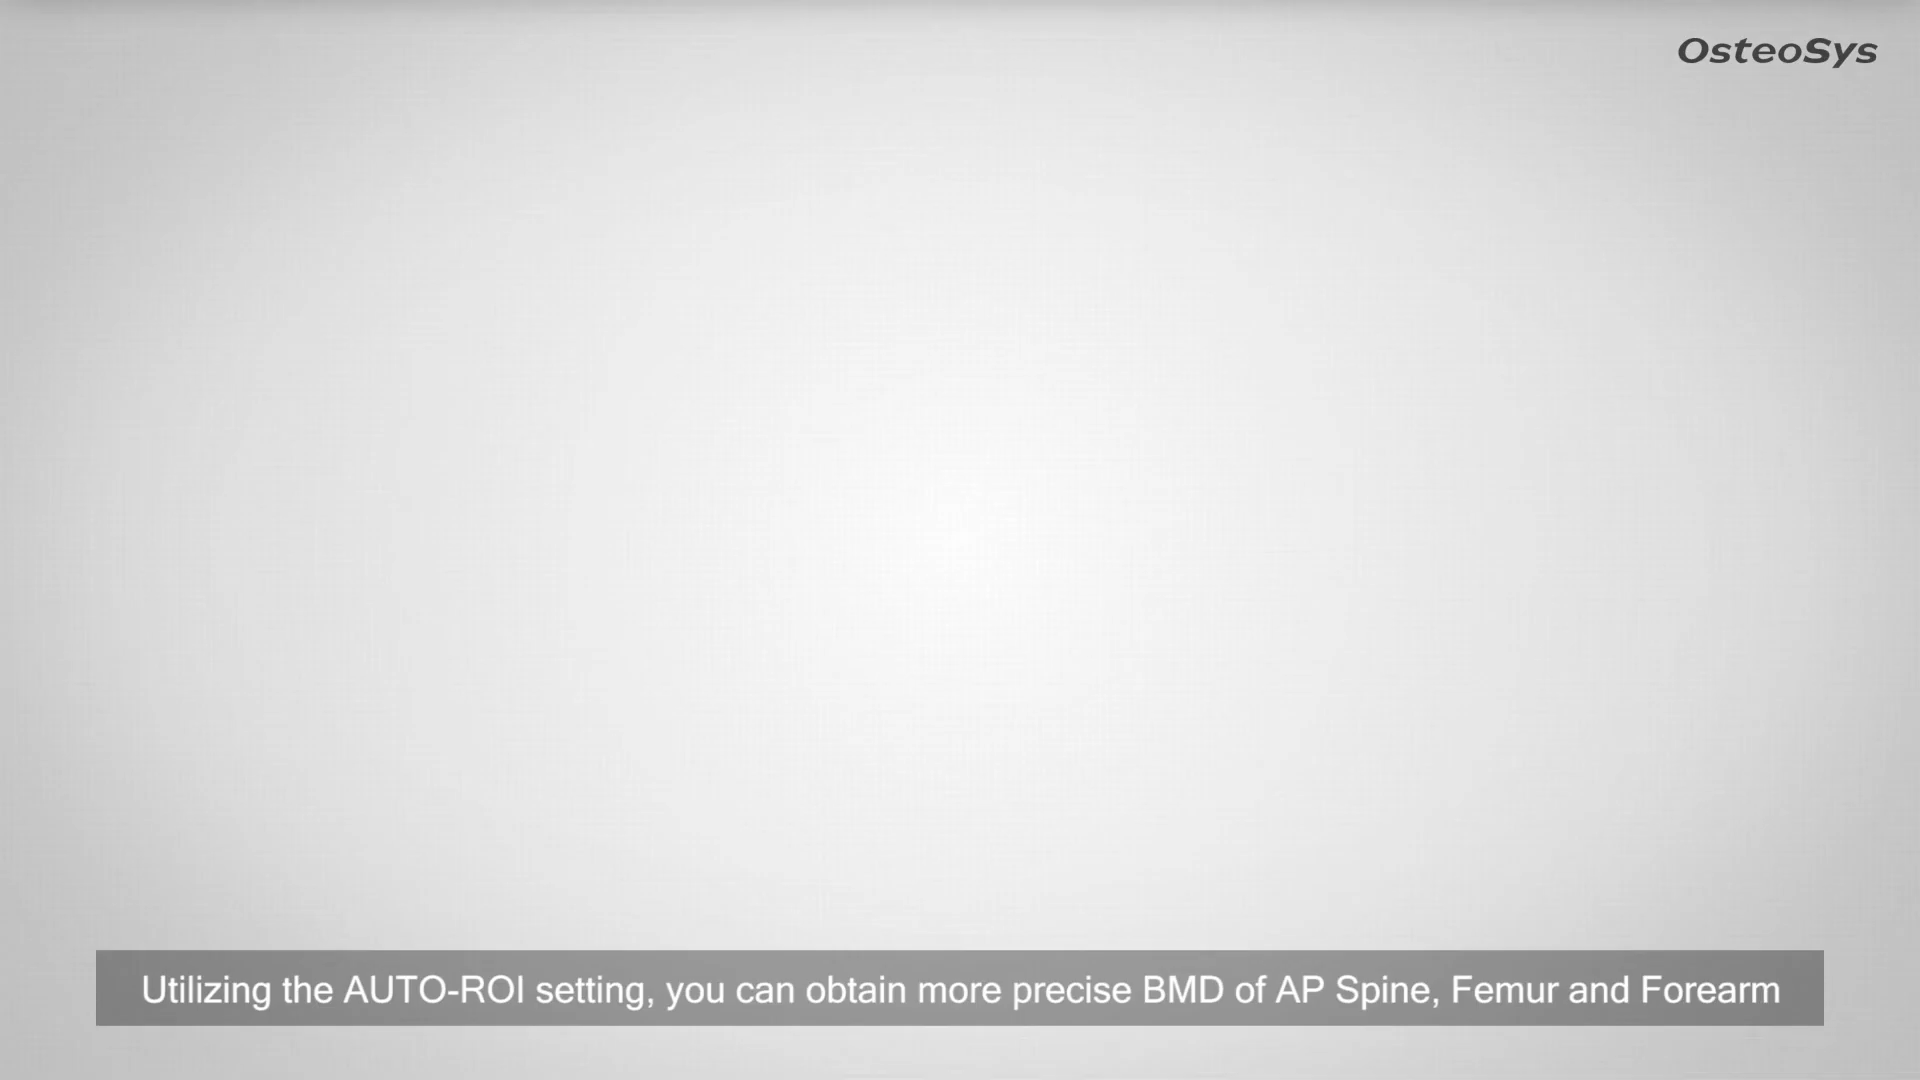 OsteoSys
Utilizing the AUTO-ROI setting, you can obtain more precise BMD of AP Spine, Femur and Forearm